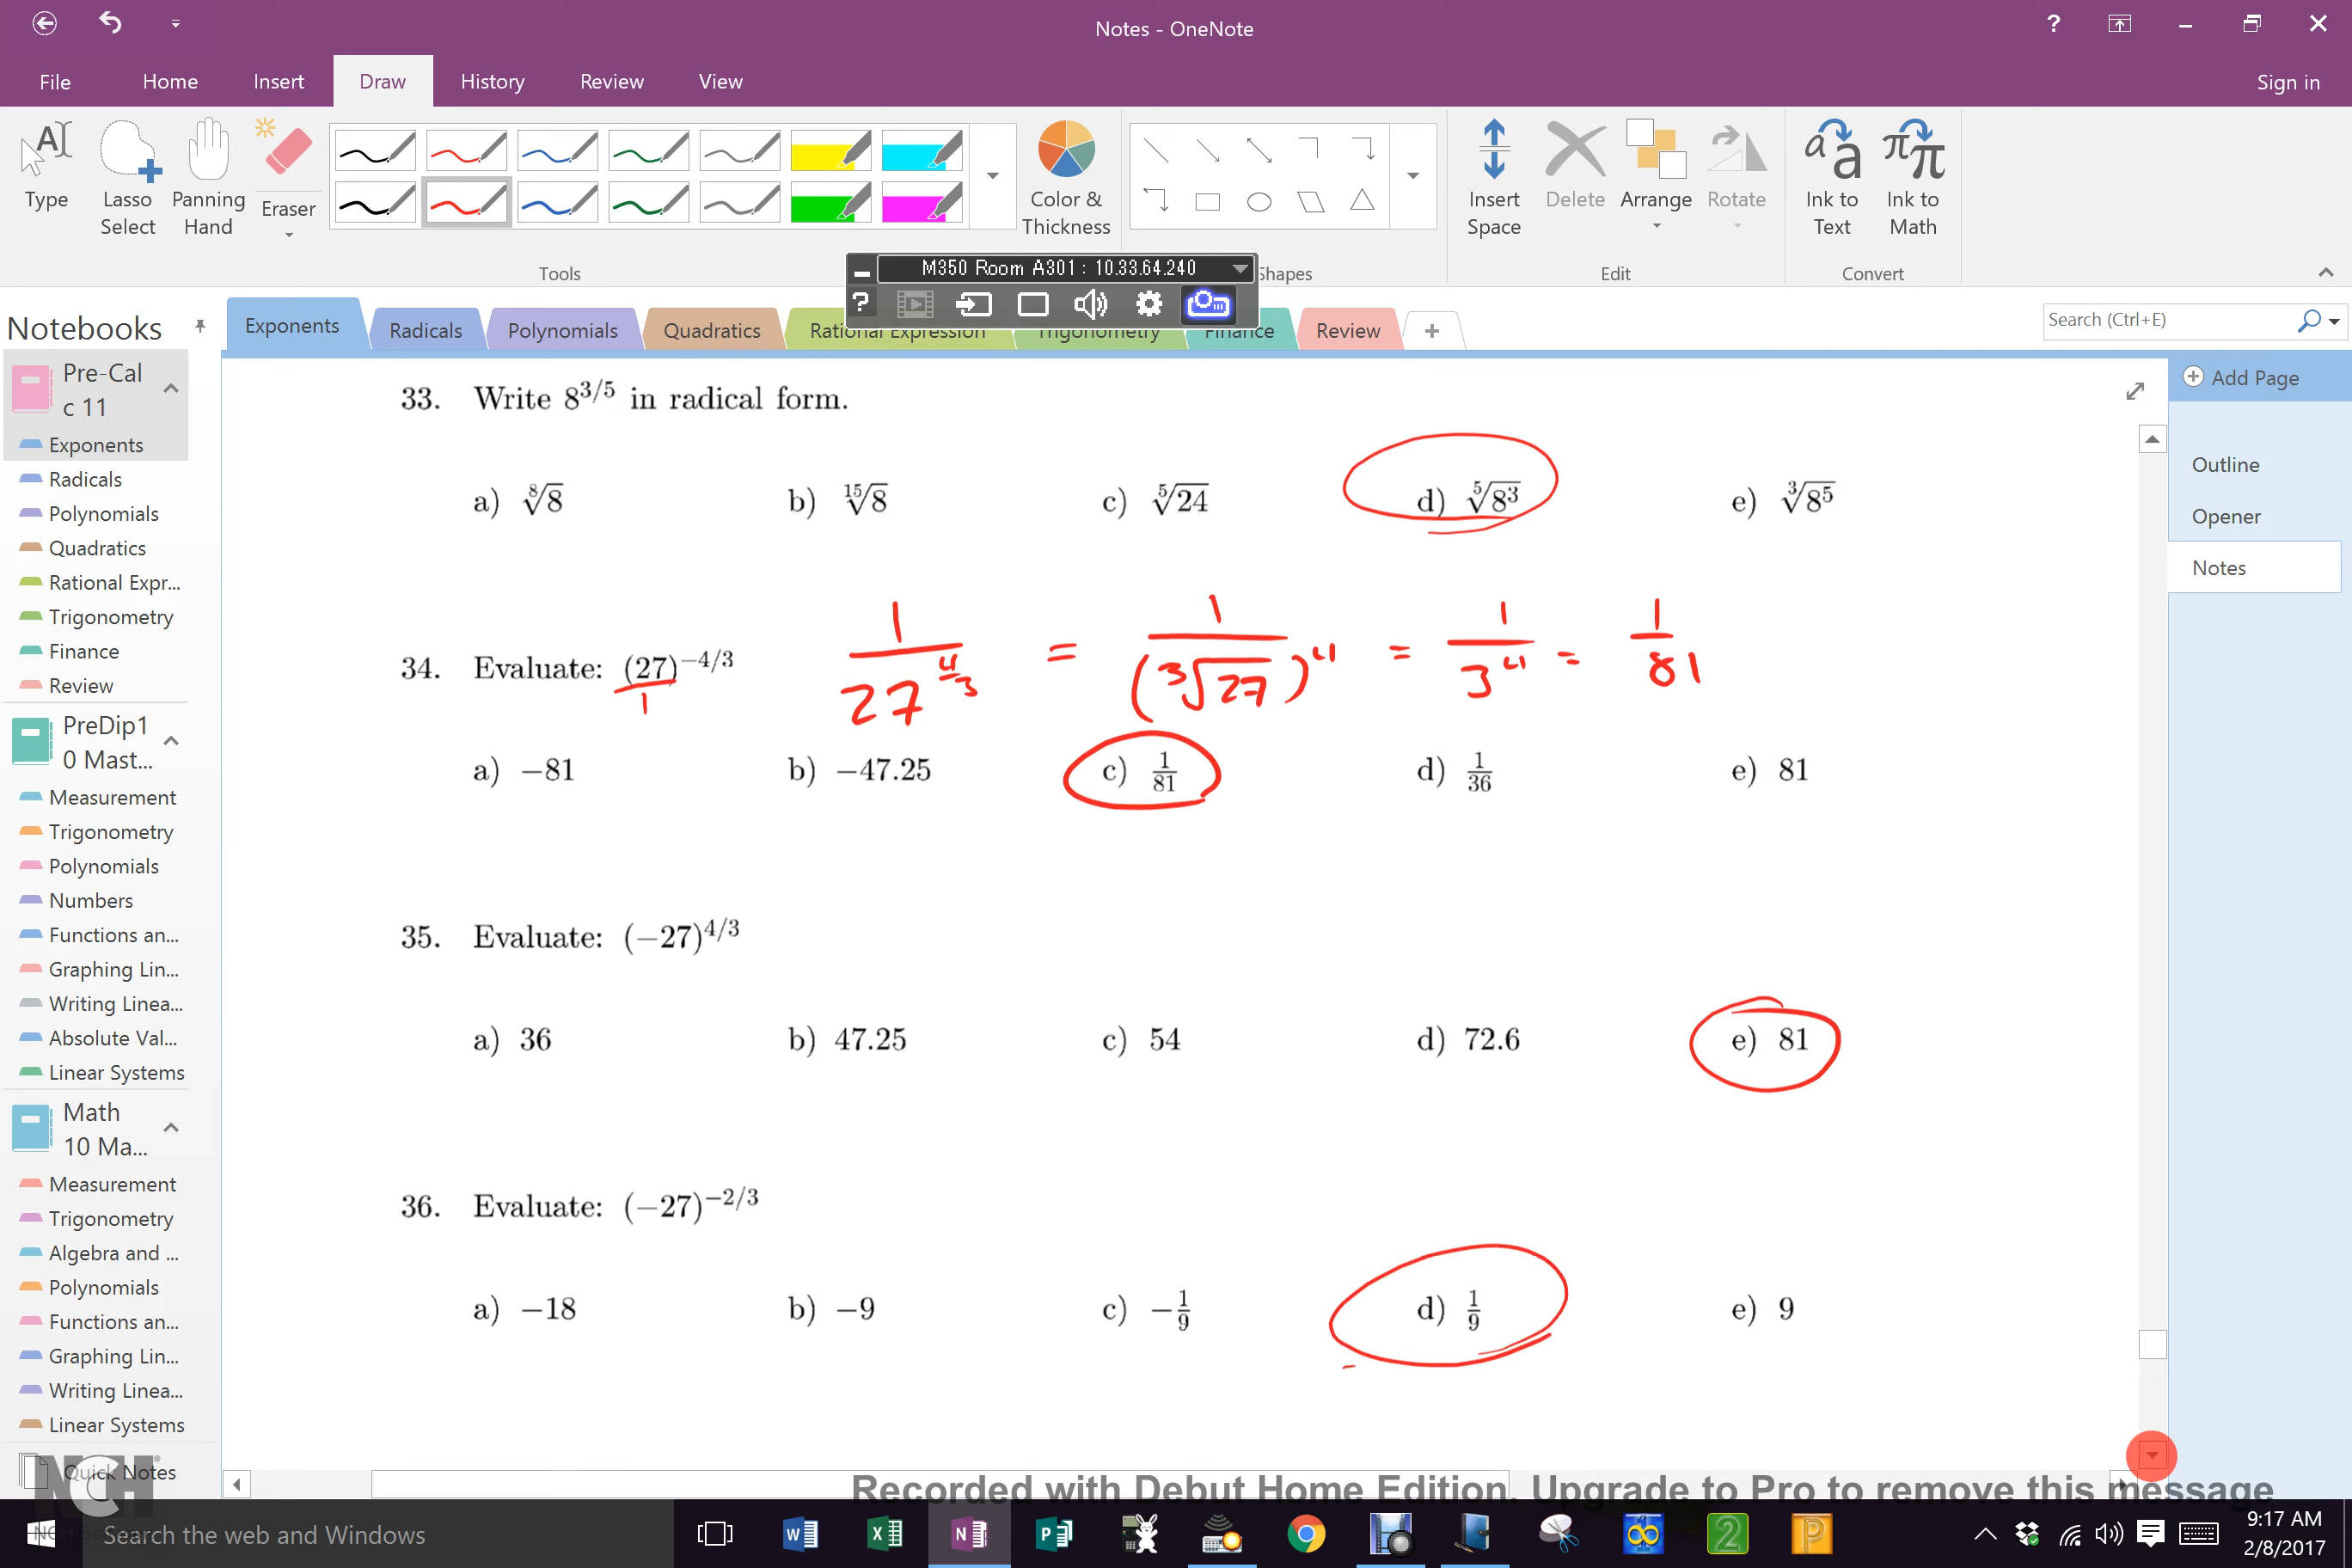 Notes - OneNote
?
File Home Insert Draw History Review View
Sign in
Type
Lasso Select
Panning Hand
Eraser
Color & Thickness
Insert Space
Delete
Arrange
Rotate
Ink to Text
Ink to Math
Tools
Shapes
Edit
Convert
M350 Room A301 : 10.33.64.240
?
Notebooks
Exponents Radicals Polynomials Quadratics Rational Expression Trigonometry Finance Review +
Search (Ctrl+E)
Pre-Cal
c 11
Exponents
Radicals
Polynomials
Quadratics
Rational Expr...
Trigonometry
Finance
Review
PreDip1
0 Mast...
Measurement
Trigonometry
Polynomials
Numbers
Functions an...
Graphing Lin...
Writing Linea...
Absolute Val...
Linear Systems
Math
10 Ma...
Measurement
Trigonometry
Algebra and ...
Polynomials
Functions an...
Graphing Lin...
Writing Linea...
Linear Systems
Quick Notes
33. Write 8^{3/5} in radical form.
a) ⁸√8 b) ¹⁵√8 c) ⁵√24 d) ⁵√8³ e) ³√8⁵
34. Evaluate: (27)^{−4/3}
1
1/27^{4/3} = 1/(³√27)⁴ = 1/3⁴ = 1/81
a) −81 b) −47.25 c) 1/81 d) 1/36 e) 81
35. Evaluate: (−27)^{4/3}
a) 36 b) 47.25 c) 54 d) 72.6 e) 81
36. Evaluate: (−27)^{−2/3}
a) −18 b) −9 c) −1/9 d) 1/9 e) 9
Add Page
Outline
Opener
Notes
Recorded with Debut Home Edition. Upgrade to Pro to remove this message
NCH
Search the web and Windows
9:17 AM
2/8/2017